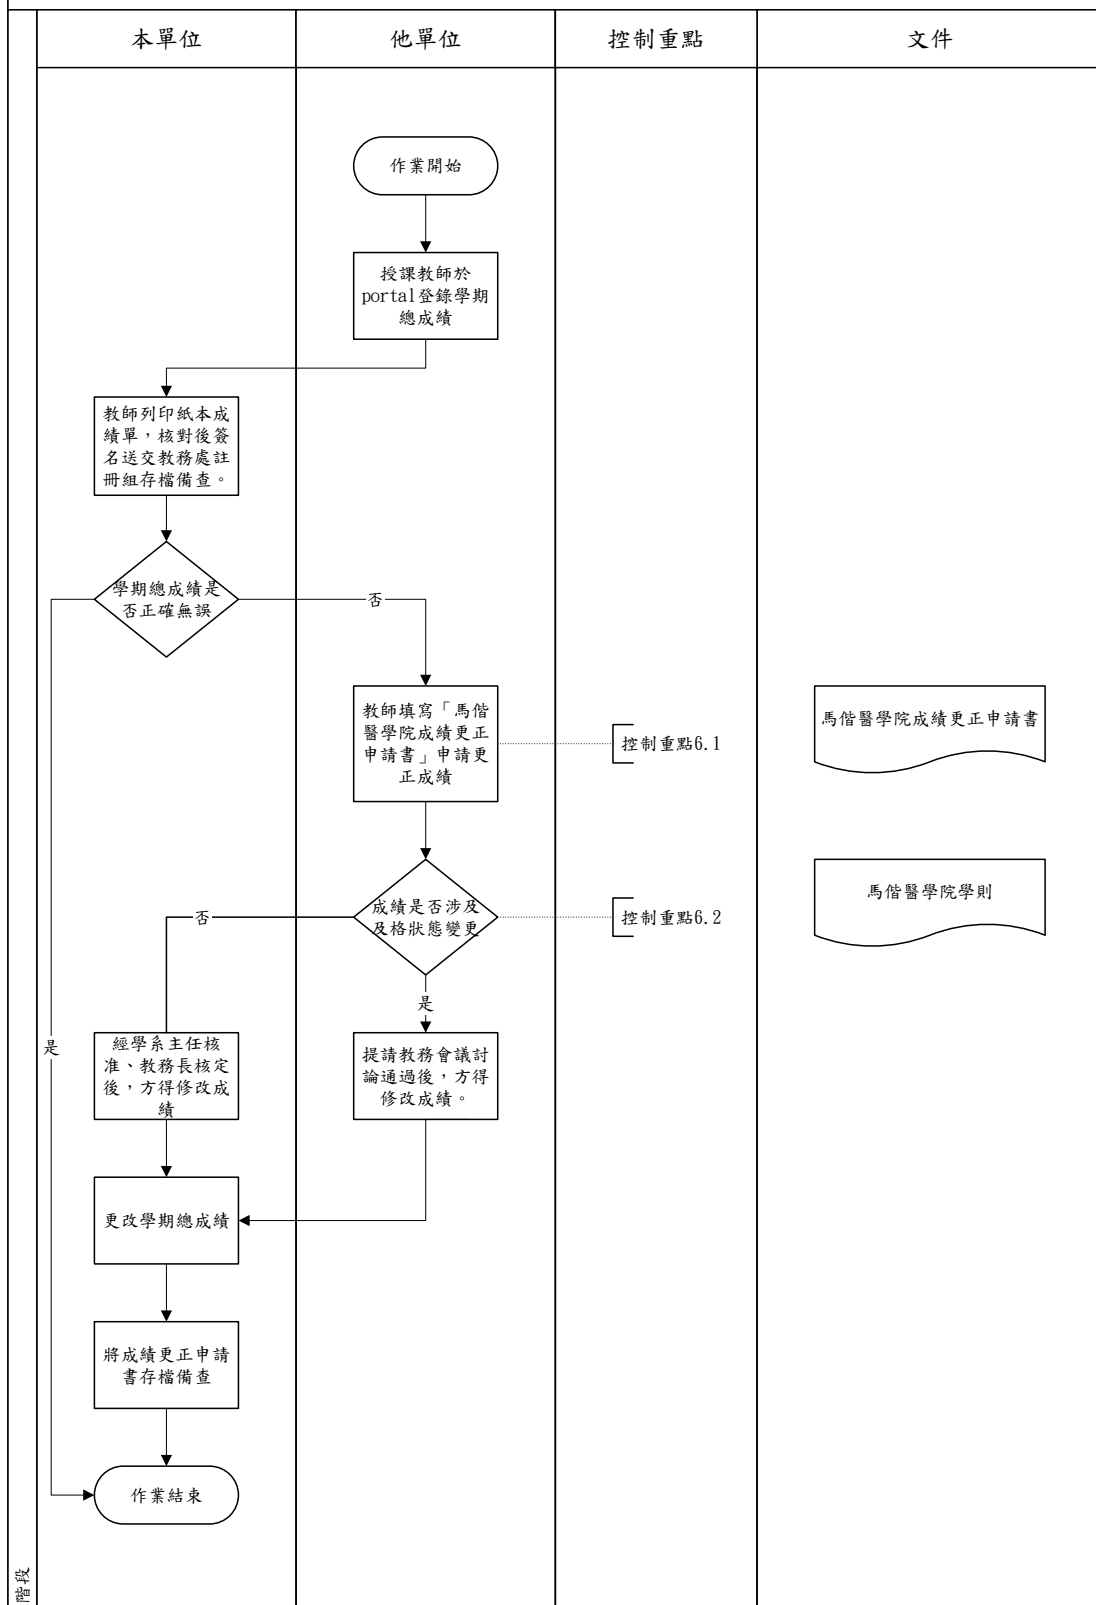 本單位
他單位
控制重點
文件
作業開始
授課教師於
portal登錄學期
總成績
教師列印紙本成
績單，核對後簽
名送交教務處註
冊組存檔備查。
學期總成績是
否正確無誤
否
教師填寫「馬偕
醫學院成績更正
申請書」申請更
正成績
控制重點6.1
馬偕醫學院成績更正申請書
成績是否涉及
及格狀態變更
控制重點6.2
馬偕醫學院學則
否
是
是
經學系主任核
准、教務長核定
後，方得修改成
績
提請教務會議討
論通過後，方得
修改成績。
更改學期總成績
將成績更正申請
書存檔備查
作業結束
階段